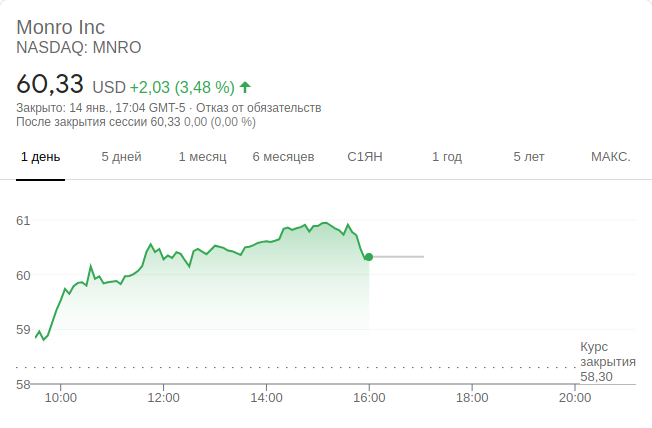 Monro Inc
NASDAQ: MNRO
60,33 USD +2,03 (3,48 %)
Закрыто: 14 янв., 17:04 GMT-5 · Отказ от обязательств
После закрытия сессии 60,33 0,00 (0,00 %)
1 день 5 дней 1 месяц 6 месяцев С1ЯН 1 год 5 лет МАКС.
61
60
59
Курс
закрытия
58,30
58
10:00 12:00 14:00 16:00 18:00 20:00